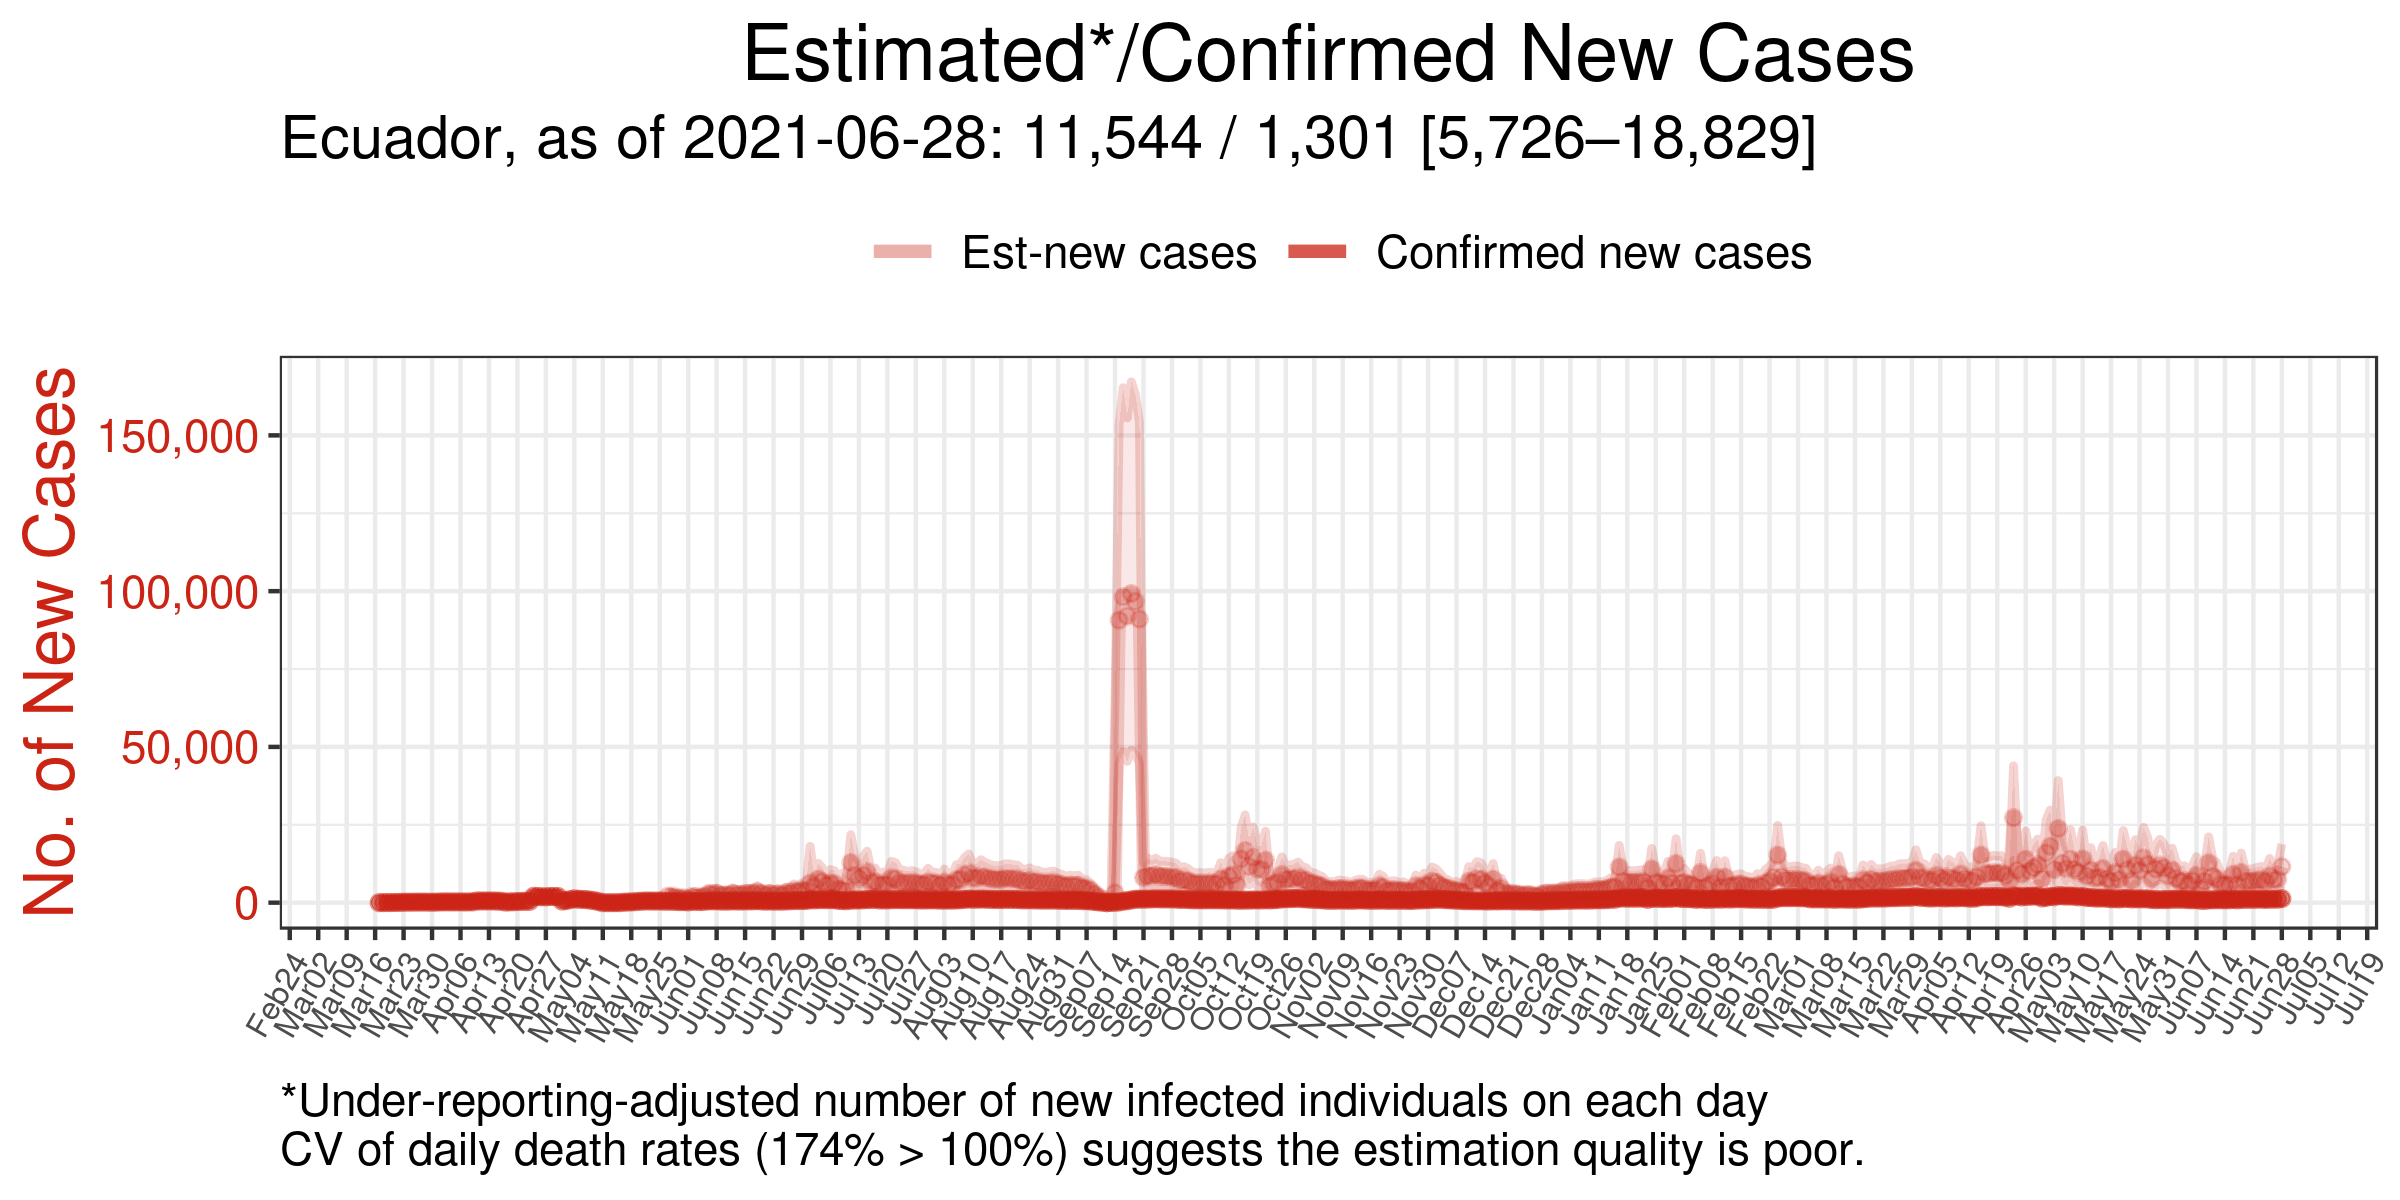 Estimated*/Confirmed New Cases
Ecuador, as of 2021-06-28: 11,544 / 1,301 [5,726–18,829]
Est-new cases
Confirmed new cases
No. of New Cases
150,000
100,000
50,000
0
Feb24
Mar02
Mar09
Mar16
Mar23
Mar30
Apr06
Apr13
Apr20
Apr27
May04
May11
May18
May25
Jun01
Jun08
Jun15
Jun22
Jun29
Jul06
Jul13
Jul20
Jul27
Aug03
Aug10
Aug17
Aug24
Aug31
Sep07
Sep14
Sep21
Sep28
Oct05
Oct12
Oct19
Oct26
Nov02
Nov09
Nov16
Nov23
Nov30
Dec07
Dec14
Dec21
Dec28
Jan04
Jan11
Jan18
Jan25
Feb01
Feb08
Feb15
Feb22
Mar01
Mar08
Mar15
Mar22
Mar29
Apr05
Apr12
Apr19
Apr26
May03
May10
May17
May24
May31
Jun07
Jun14
Jun21
Jun28
Jul05
Jul12
Jul19
*Under-reporting-adjusted number of new infected individuals on each day
CV of daily death rates (174% > 100%) suggests the estimation quality is poor.